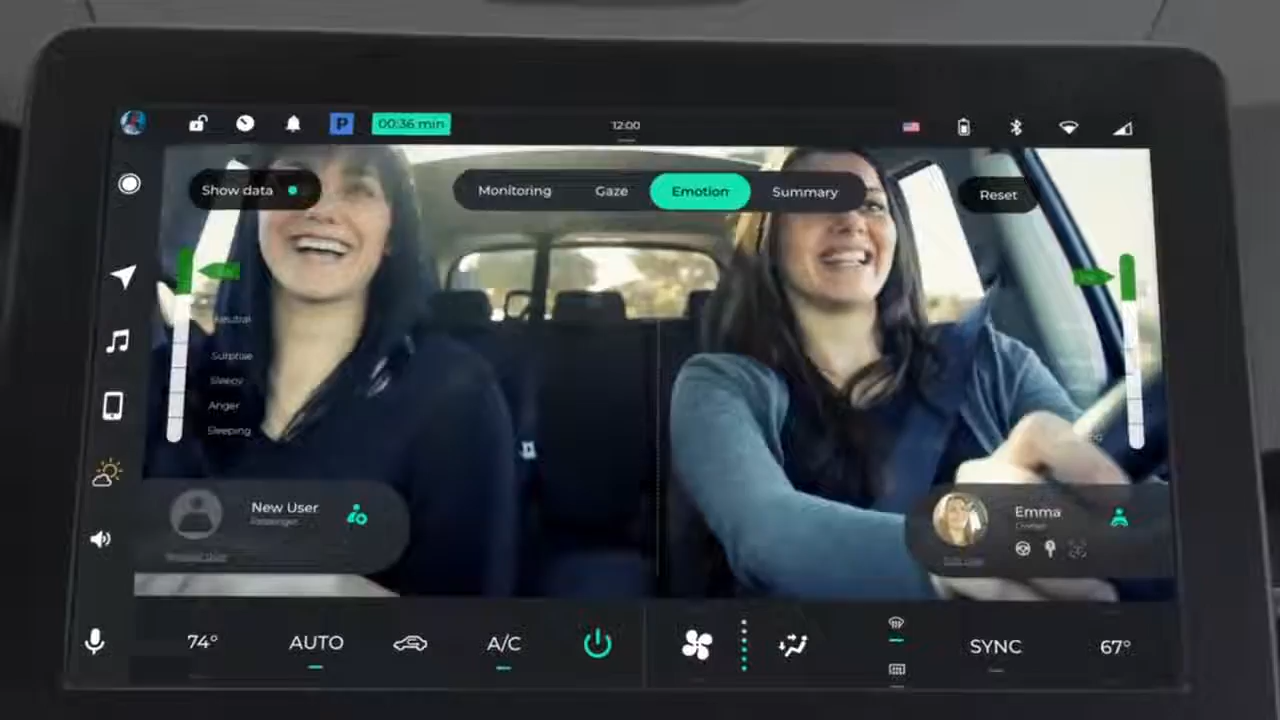 P
00:36 min
12:00
Show data
Monitoring
Gaze
Emotion
Summary
Reset
Neutral
Surprise
Sleepy
Anger
Sleeping
New User
Passenger
Emma
74°
AUTO
A/C
SYNC
67°